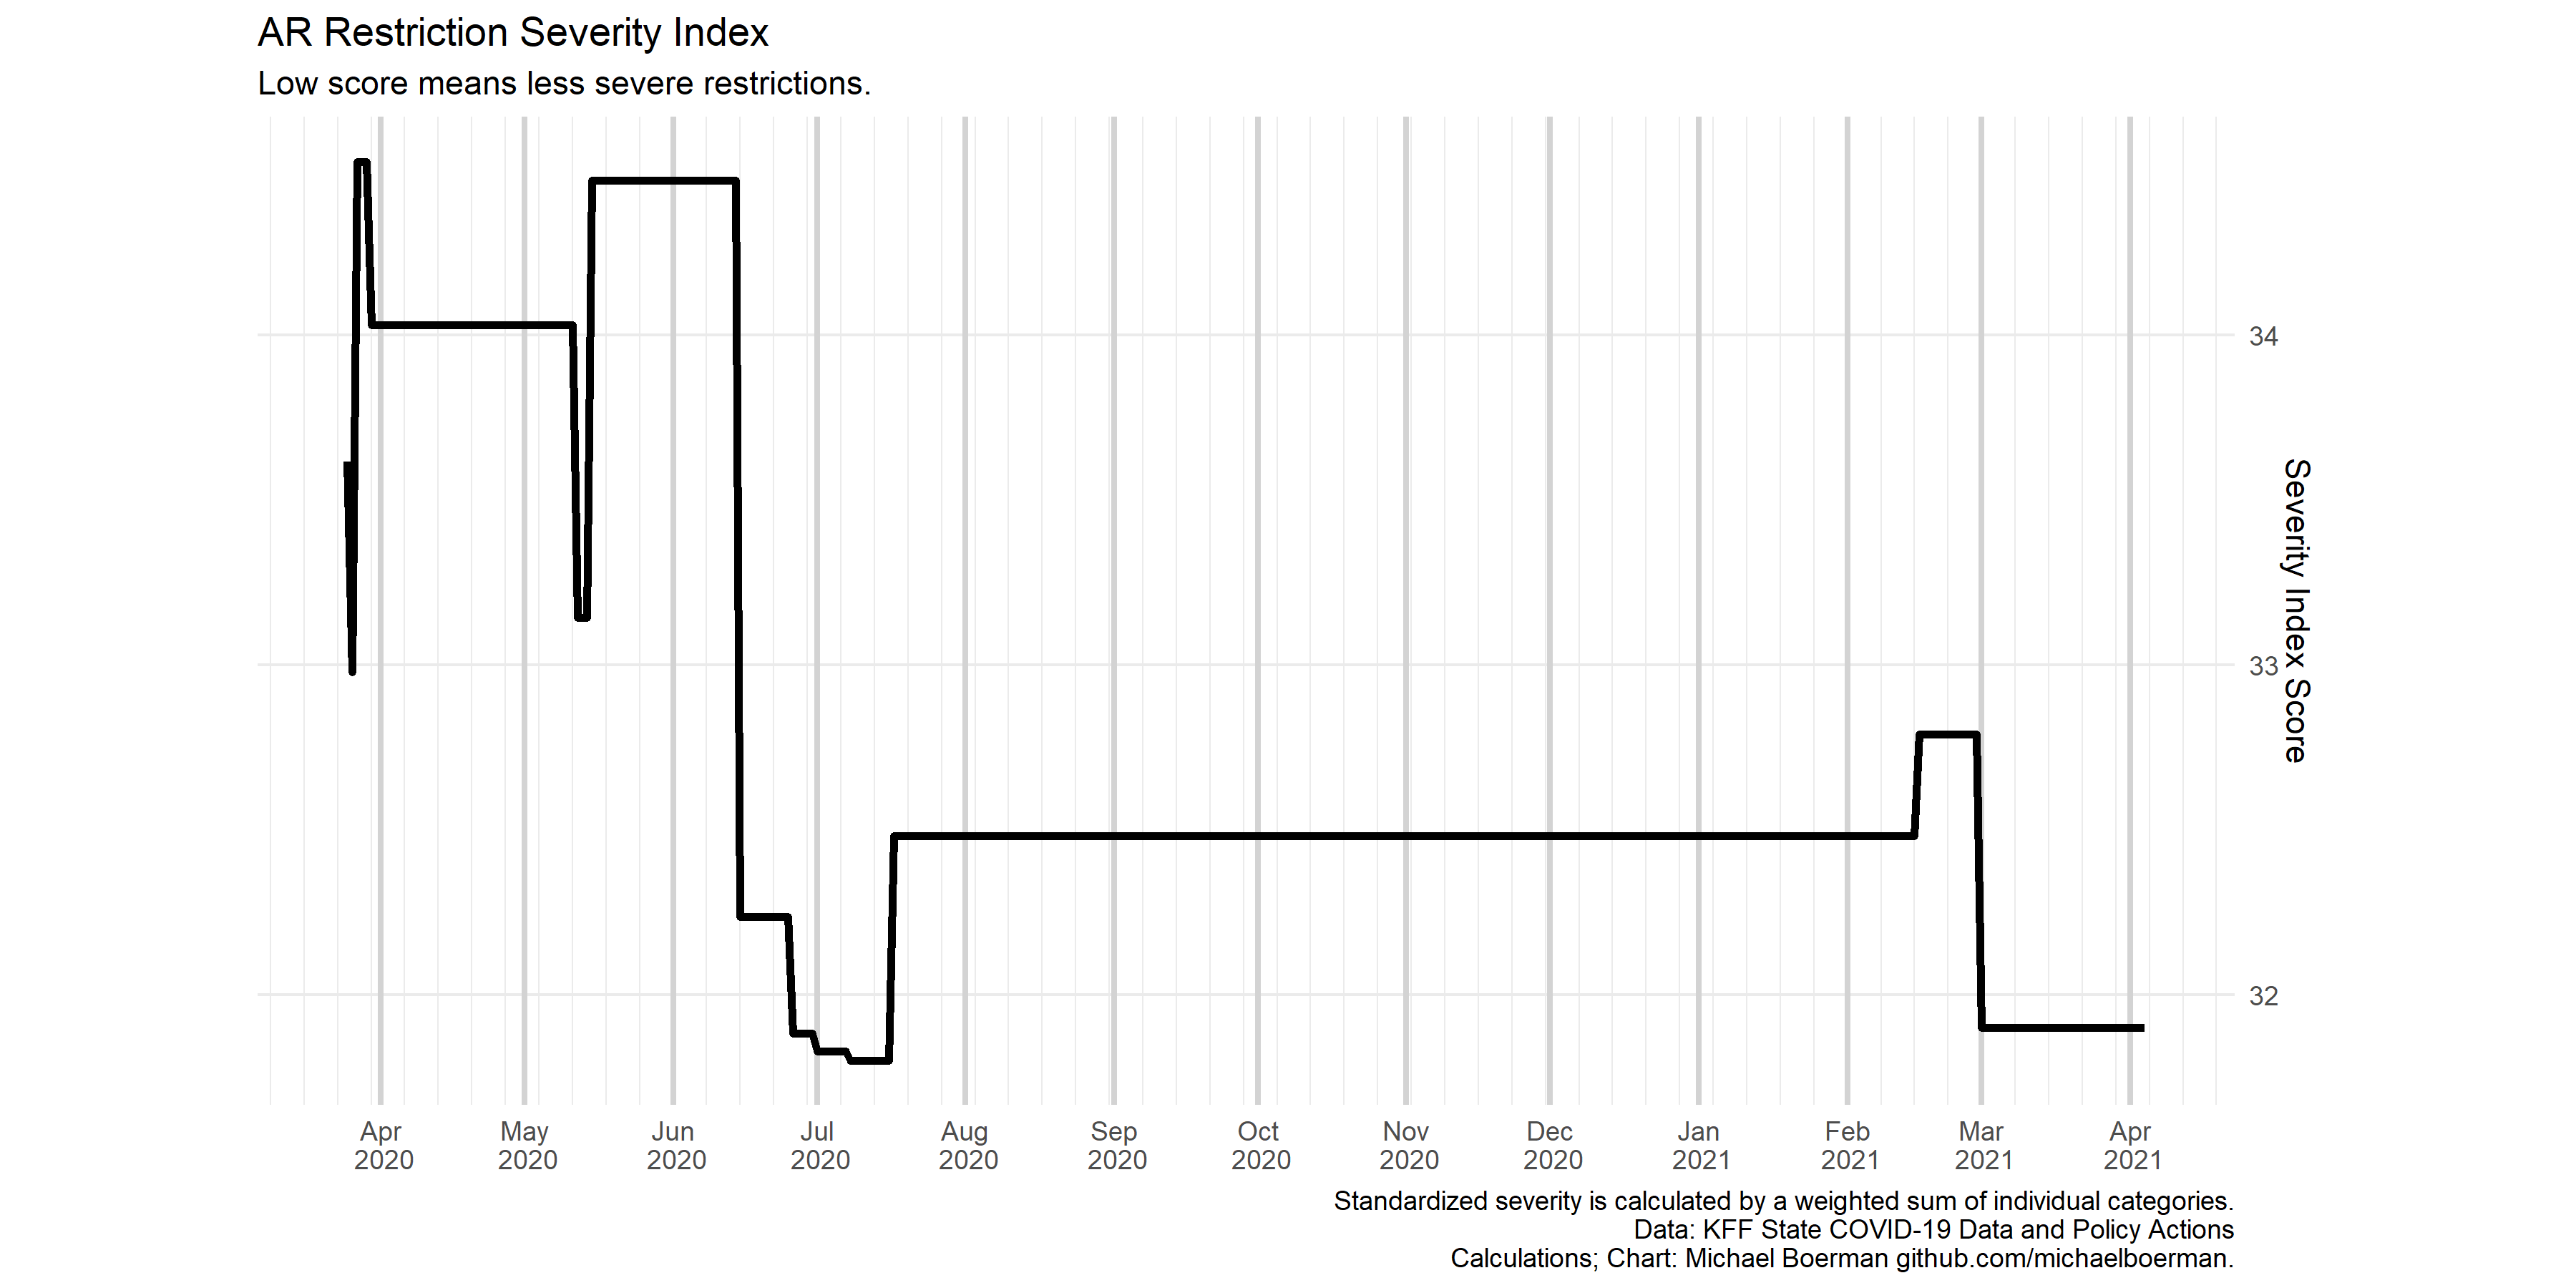 AR Restriction Severity Index
Low score means less severe restrictions.
34
33
32
Severity Index Score
Apr
2020
May
2020
Jun
2020
Jul
2020
Aug
2020
Sep
2020
Oct
2020
Nov
2020
Dec
2020
Jan
2021
Feb
2021
Mar
2021
Apr
2021
Standardized severity is calculated by a weighted sum of individual categories.
Data: KFF State COVID-19 Data and Policy Actions
Calculations; Chart: Michael Boerman github.com/michaelboerman.